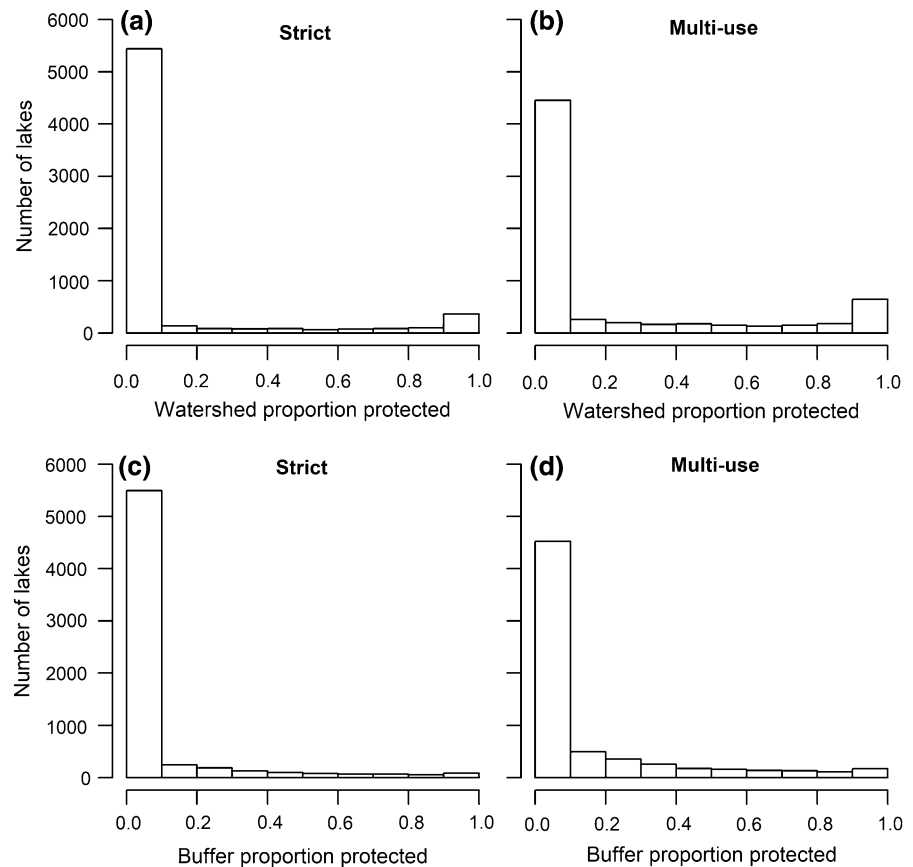 (a)
Strict
Number of lakes
6000
5000
4000
3000
2000
1000
0
0.0 0.2 0.4 0.6 0.8 1.0
Watershed proportion protected
(b)
Multi-use
0.0 0.2 0.4 0.6 0.8 1.0
Watershed proportion protected
(c)
Strict
Number of lakes
6000
5000
4000
3000
2000
1000
0
0.0 0.2 0.4 0.6 0.8 1.0
Buffer proportion protected
(d)
Multi-use
0.0 0.2 0.4 0.6 0.8 1.0
Buffer proportion protected